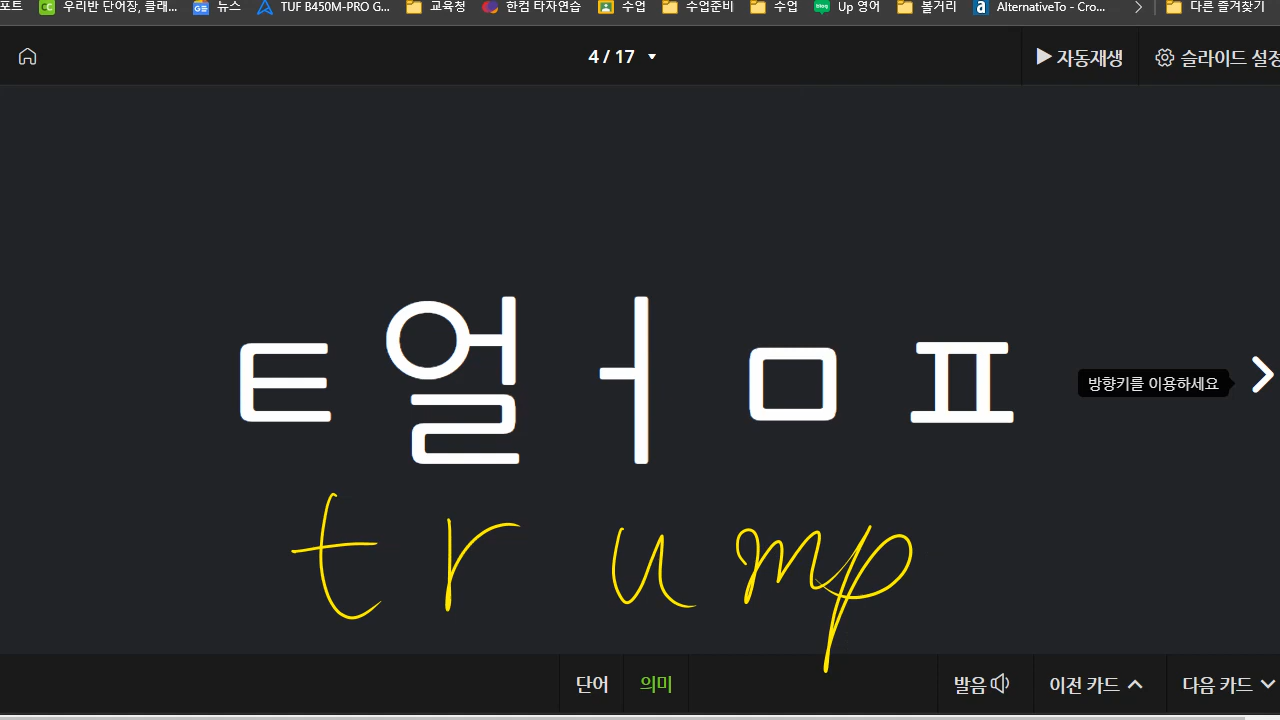 포트 우리반 단어장, 클래... 뉴스 TUF B450M-PRO G... 교육청 한컴 타자연습 수업 수업준비 수업 Up 영어 볼거리 AlternativeTo - Cro... 다른 즐겨찾기
4 / 17 자동재생 슬라이드 설정
ㅌ 얼 ㅓ ㅁ ㅍ
방향키를 이용하세요
trump
단어 의미 발음 이전 카드 다음 카드